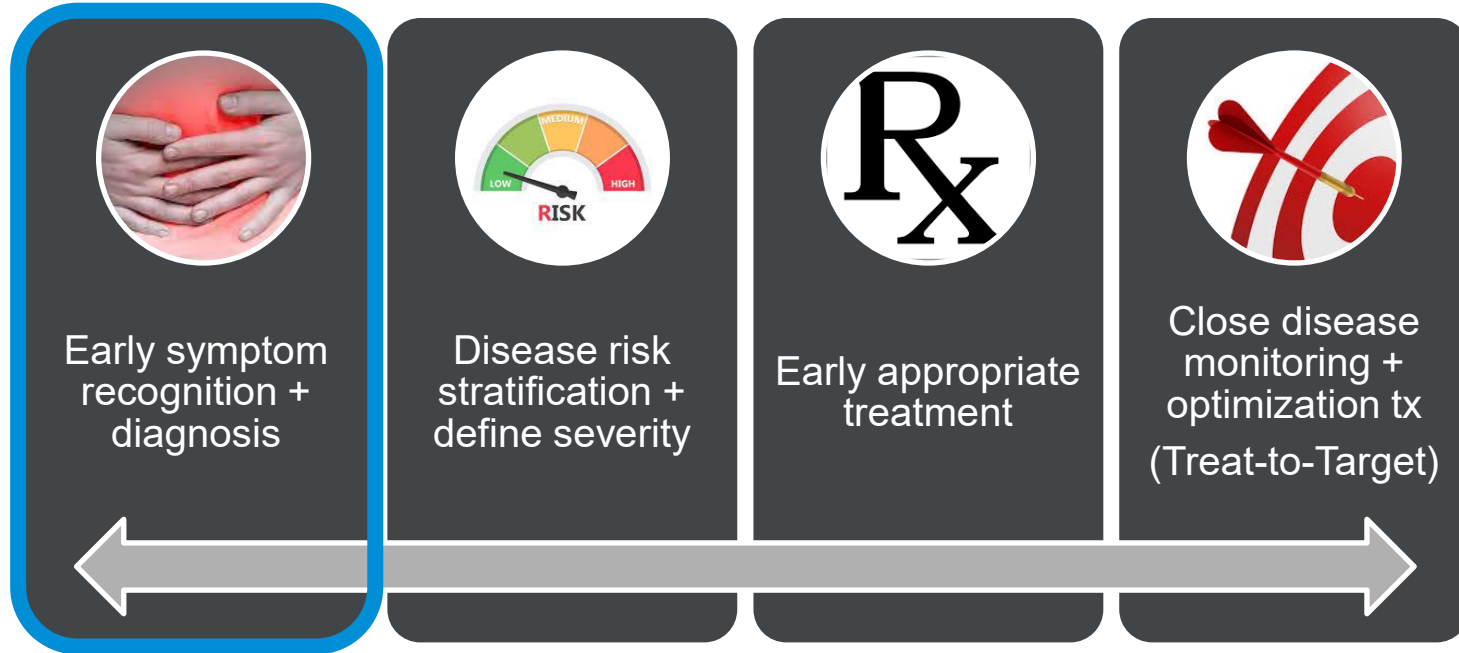 Early symptom
recognition +
diagnosis
MEDIUM
LOW
HIGH
RISK
Disease risk
stratification +
define severity
Rx
Early appropriate
treatment
Close disease
monitoring +
optimization tx
(Treat-to-Target)